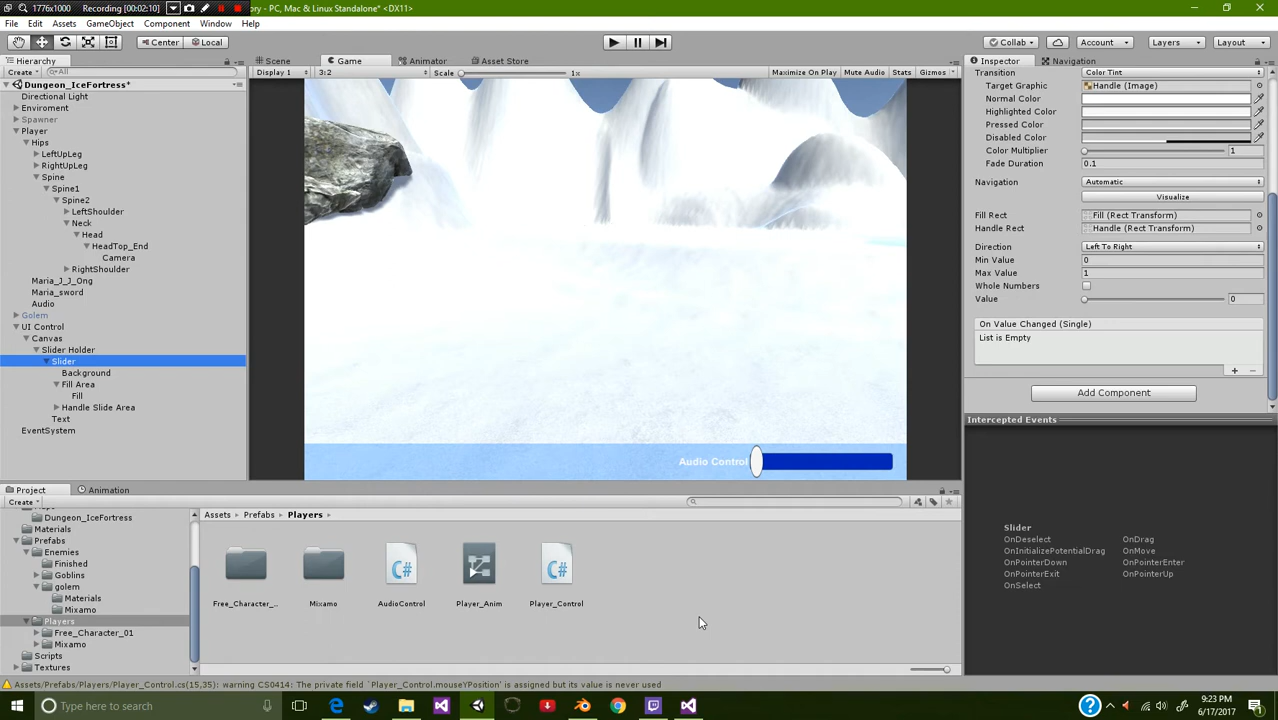 1776x1000 Recording [00:02:10] ory - PC, Mac & Linux Standalone* <DX11>
File Edit Assets GameObject Component Window Help
Center Local Collab Account Layers Layout
Hierarchy
Create All
Dungeon_IceFortress*
Directional Light
Enviroment
Spawner
Player
Hips
LeftUpLeg
RightUpLeg
Spine
Spine1
Spine2
LeftShoulder
Neck
Head
HeadTop_End
Camera
RightShoulder
Maria_J_J_Ong
Maria_sword
Audio
Golem
UI Control
Canvas
Slider Holder
Slider
Background
Fill Area
Fill
Handle Slide Area
Text
EventSystem
Scene Game Animator Asset Store
Display 1 3:2 Scale 1x Maximize On Play Mute Audio Stats Gizmos
Audio Control
Inspector Navigation
Transition Color Tint
Target Graphic Handle (Image)
Normal Color
Highlighted Color
Pressed Color
Disabled Color
Color Multiplier 1
Fade Duration 0.1
Navigation Automatic
Visualize
Fill Rect Fill (Rect Transform)
Handle Rect Handle (Rect Transform)
Direction Left To Right
Min Value 0
Max Value 1
Whole Numbers
Value 0
On Value Changed (Single)
List is Empty
Add Component
Intercepted Events
Slider
OnDeselect OnDrag
OnInitializePotentialDrag OnMove
OnPointerDown OnPointerEnter
OnPointerExit OnPointerUp
OnSelect
Project Animation
Create
Dungeon_IceFortress
Materials
Prefabs
Enemies
Finished
Goblins
golem
Materials
Mixamo
Players
Free_Character_01
Mixamo
Scripts
Textures
Assets Prefabs Players
Free_Character_... Mixamo AudioControl Player_Anim Player_Control
Assets/Prefabs/Players/Player_Control.cs(15,35): warning CS0414: The private field `Player_Control.mouseYPosition' is assigned but its value is never used
Type here to search
9:23 PM
6/17/2017